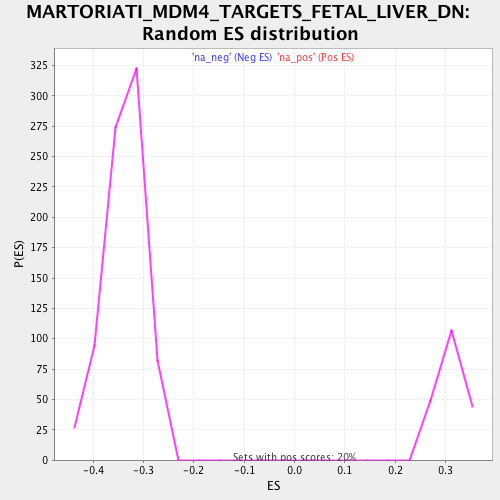 MARTORIATI_MDM4_TARGETS_FETAL_LIVER_DN:
Random ES distribution
'na_neg' (Neg ES) 'na_pos' (Pos ES)
325
300
275
250
225
200
175
150
125
100
75
50
25
0
P(ES)
Sets with pos scores: 20%
-0.4 -0.3 -0.2 -0.1 0.0 0.1 0.2 0.3
ES